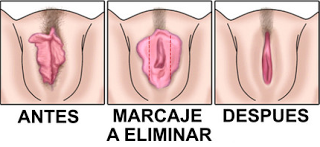 ANTES
MARCAJE
A ELIMINAR
DESPUES